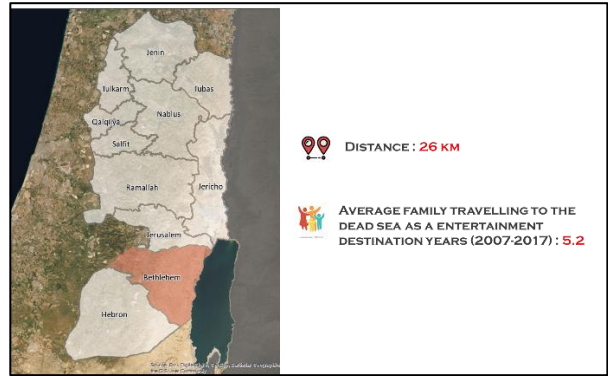 Jenin
Tulkarm
Tubas
Nablus
Qalqilya
Salfit
Ramallah
Jericho
Jerusalem
Bethlehem
Hebron
DISTANCE : 26 KM
AVERAGE FAMILY TRAVELLING TO THE
DEAD SEA AS A ENTERTAINMENT
DESTINATION YEARS (2007-2017) : 5.2